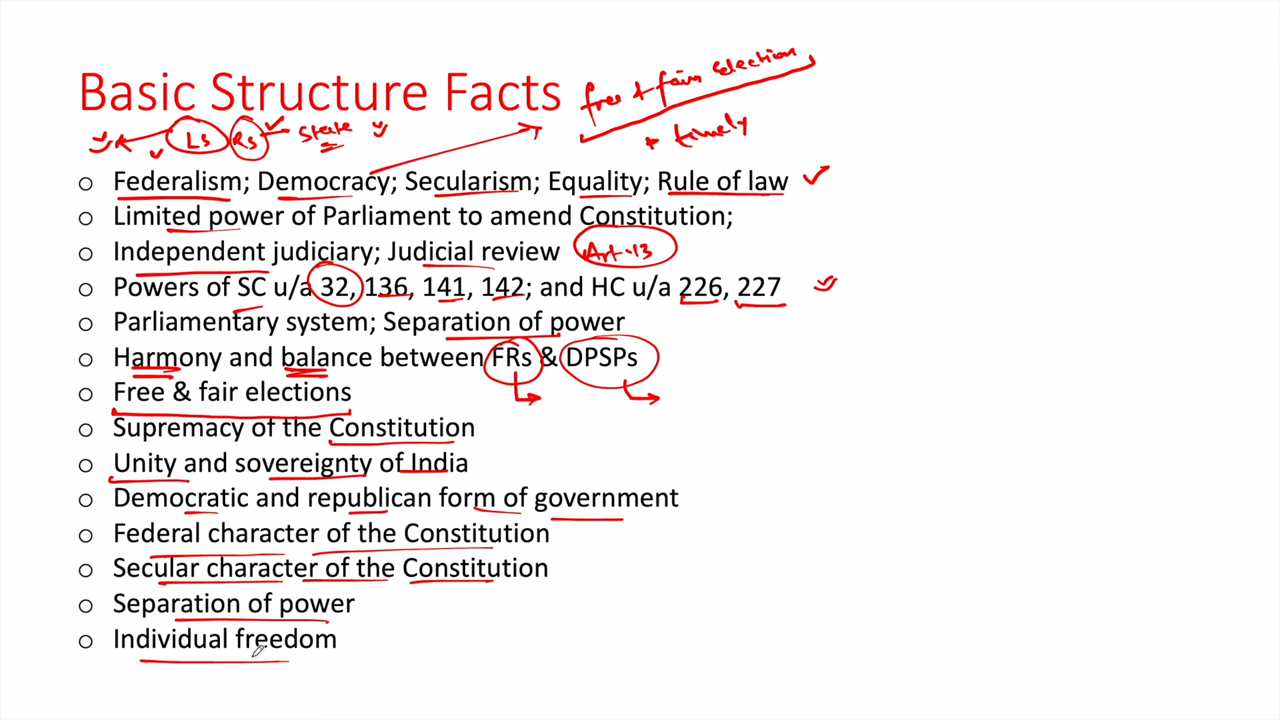 Basic Structure Facts free + fair selection
+ timely
Ls Rs State
o Federalism; Democracy; Secularism; Equality; Rule of law
o Limited power of Parliament to amend Constitution;
o Independent judiciary; Judicial review Art-13
o Powers of SC u/a 32, 136, 141, 142; and HC u/a 226, 227
o Parliamentary system; Separation of power
o Harmony and balance between FRs & DPSPs
o Free & fair elections
o Supremacy of the Constitution
o Unity and sovereignty of India
o Democratic and republican form of government
o Federal character of the Constitution
o Secular character of the Constitution
o Separation of power
o Individual freedom